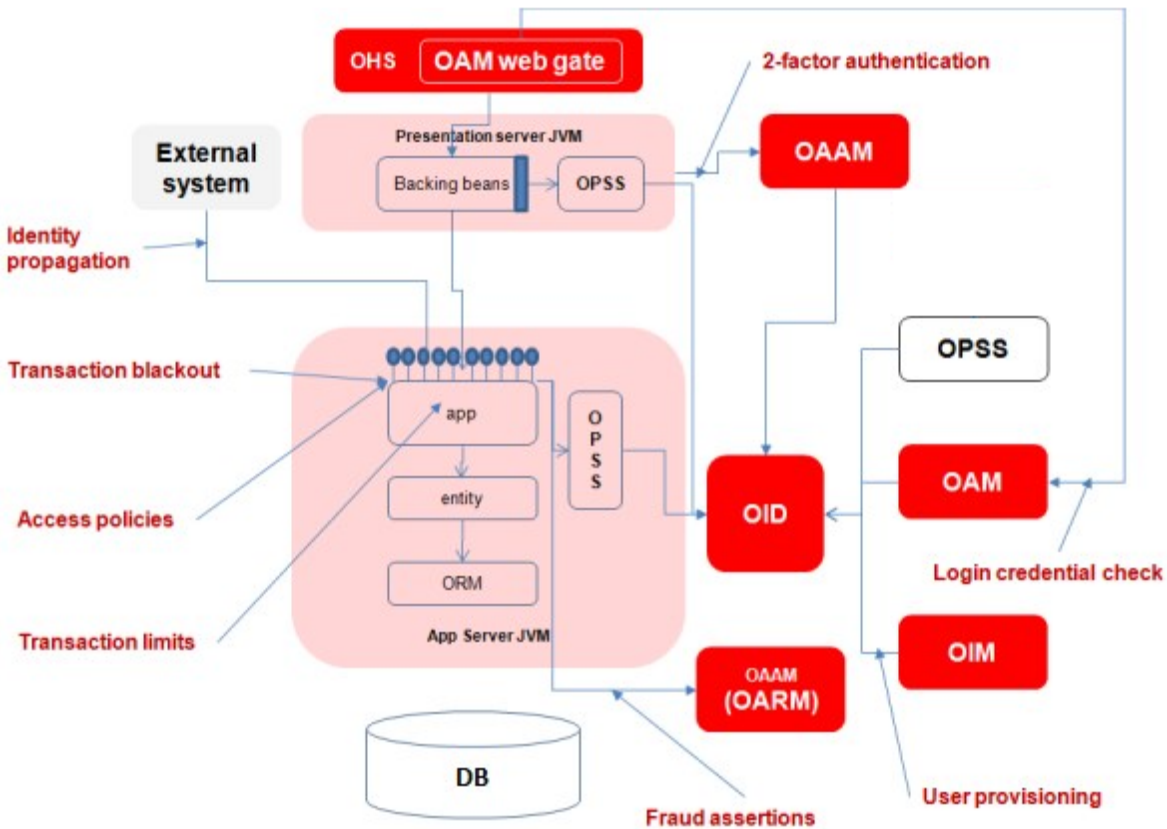 OHS
OAM web gate
2-factor authentication
Presentation server JVM
External
system
OAAM
Backing beans
OPSS
Identity
propagation
OPSS
Transaction blackout
app
O
P
S
S
OAM
entity
OID
Access policies
Login credential check
ORM
Transaction limits
App Server JVM
OIM
OAAM
(OARM)
DB
User provisioning
Fraud assertions